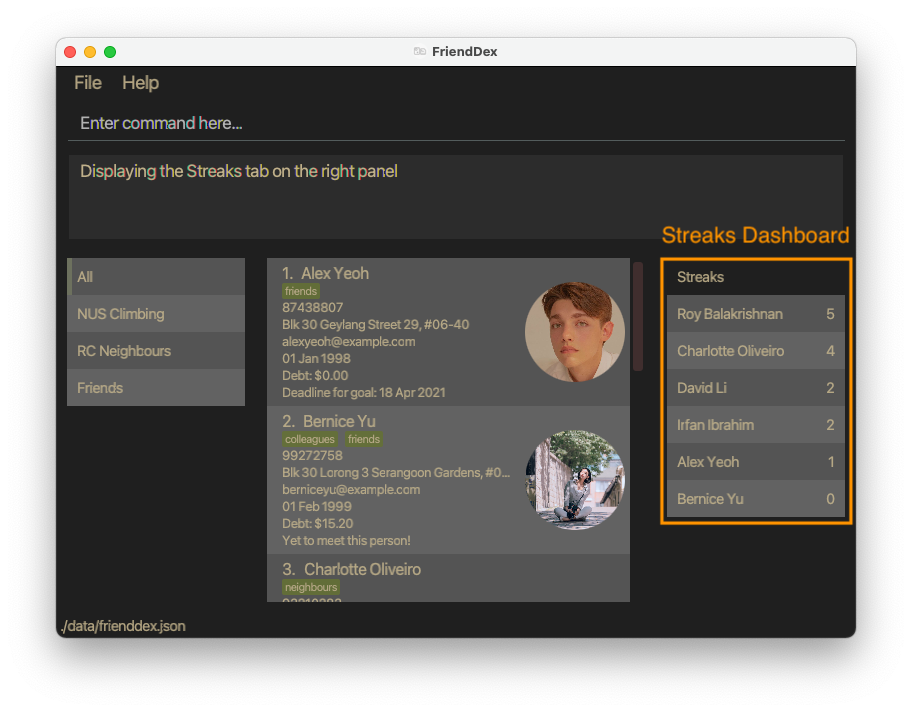 FriendDex
File Help
Enter command here...
Displaying the Streaks tab on the right panel
Streaks Dashboard
All
NUS Climbing
RC Neighbours
Friends
1. Alex Yeoh
friends
87438807
Blk 30 Geylang Street 29, #06-40
alexyeoh@example.com
01 Jan 1998
Debt: $0.00
Deadline for goal: 18 Apr 2021
2. Bernice Yu
colleagues friends
99272758
Blk 30 Lorong 3 Serangoon Gardens, #0...
berniceyu@example.com
01 Feb 1999
Debt: $15.20
Yet to meet this person!
3. Charlotte Oliveiro
neighbours
Streaks
Roy Balakrishnan 5
Charlotte Oliveiro 4
David Li 2
Irfan Ibrahim 2
Alex Yeoh 1
Bernice Yu 0
./data/frienddex.json